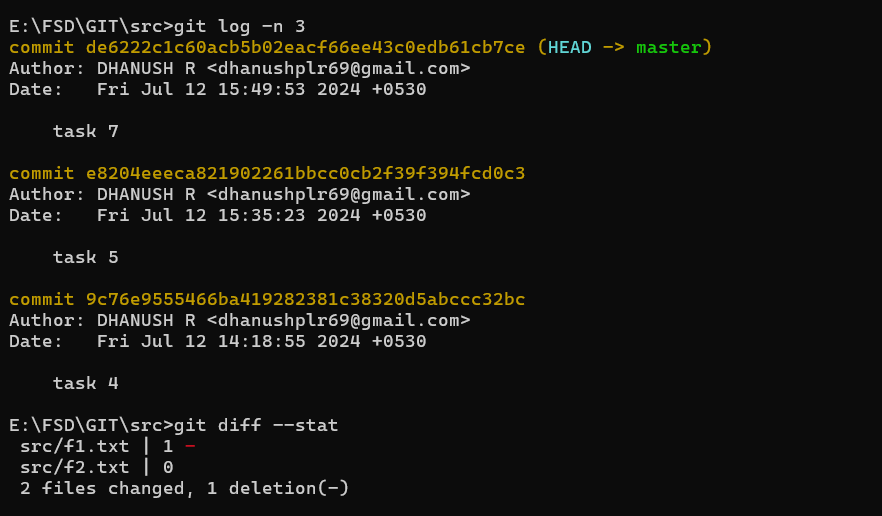 E:\FSD\GIT\src>git log -n 3
commit de6222c1c60acb5b02eacf66ee43c0edb61cb7ce (HEAD -> master)
Author: DHANUSH R <dhanushplr69@gmail.com>
Date:   Fri Jul 12 15:49:53 2024 +0530
    task 7
commit e8204eeeca821902261bbcc0cb2f39f394fcd0c3
Author: DHANUSH R <dhanushplr69@gmail.com>
Date:   Fri Jul 12 15:35:23 2024 +0530
    task 5
commit 9c76e9555466ba419282381c38320d5abccc32bc
Author: DHANUSH R <dhanushplr69@gmail.com>
Date:   Fri Jul 12 14:18:55 2024 +0530
    task 4
E:\FSD\GIT\src>git diff --stat
 src/f1.txt | 1 -
 src/f2.txt | 0
 2 files changed, 1 deletion(-)